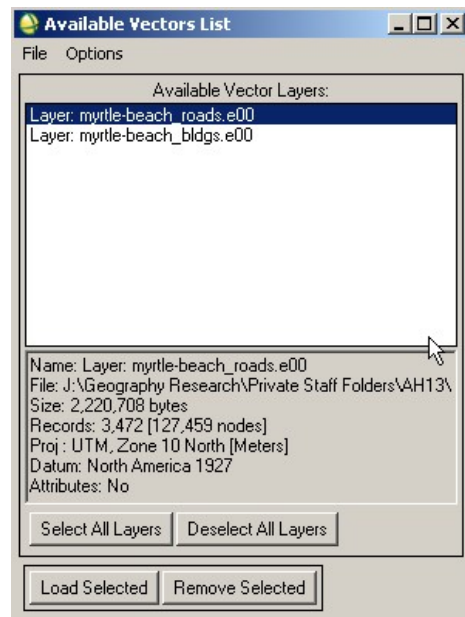 Available Vectors List
File Options
Available Vector Layers:
Layer: myrtle-beach_roads.e00
Layer: myrtle-beach_bldgs.e00
Name: Layer: myrtle-beach_roads.e00
File: J:\Geography Research\Private Staff Folders\AH13\
Size: 2,220,708 bytes
Records: 3,472 [127,459 nodes]
Proj : UTM, Zone 10 North [Meters]
Datum: North America 1927
Attributes: No
Select All Layers Deselect All Layers
Load Selected Remove Selected